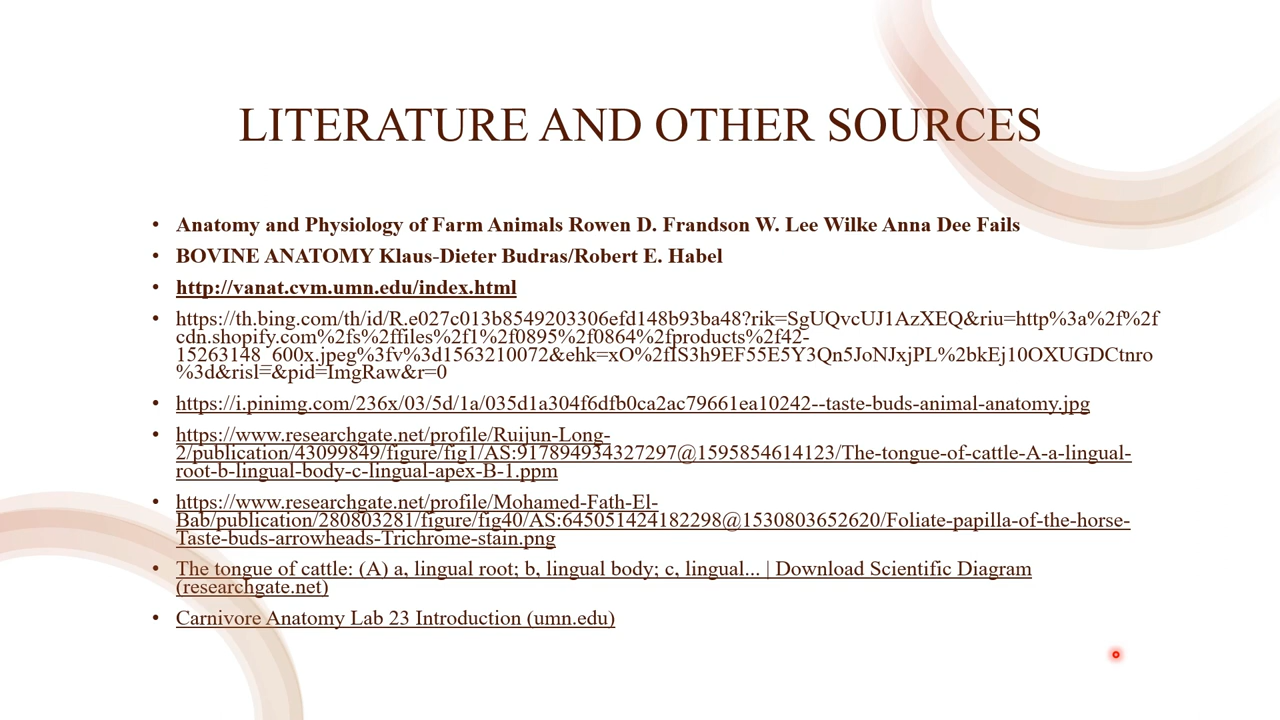 LITERATURE AND OTHER SOURCES
• Anatomy and Physiology of Farm Animals Rowen D. Frandson W. Lee Wilke Anna Dee Fails
• BOVINE ANATOMY Klaus-Dieter Budras/Robert E. Habel
• http://vanat.cvm.umn.edu/index.html
• https://th.bing.com/th/id/R.e027c013b8549203306efd148b93ba48?rik=SgUQvcUJ1AzXEQ&riu=http%3a%2f%2f
cdn.shopify.com%2fs%2ffiles%2f1%2f0895%2f0864%2fproducts%2f42-
15263148_600x.jpeg%3fv%3d1563210072&ehk=xO%2fIS3h9EF55E5Y3Qn5JoNJxjPL%2bkEj10OXUGDCtnro
%3d&risl=&pid=ImgRaw&r=0
• https://i.pinimg.com/236x/03/5d/1a/035d1a304f6dfb0ca2ac79661ea10242--taste-buds-animal-anatomy.jpg
• https://www.researchgate.net/profile/Ruijun-Long-
2/publication/43099849/figure/fig1/AS:917894934327297@1595854614123/The-tongue-of-cattle-A-a-lingual-
root-b-lingual-body-c-lingual-apex-B-1.ppm
• https://www.researchgate.net/profile/Mohamed-Fath-El-
Bab/publication/280803281/figure/fig40/AS:645051424182298@1530803652620/Foliate-papilla-of-the-horse-
Taste-buds-arrowheads-Trichrome-stain.png
• The tongue of cattle: (A) a, lingual root; b, lingual body; c, lingual... | Download Scientific Diagram
(researchgate.net)
• Carnivore Anatomy Lab 23 Introduction (umn.edu)